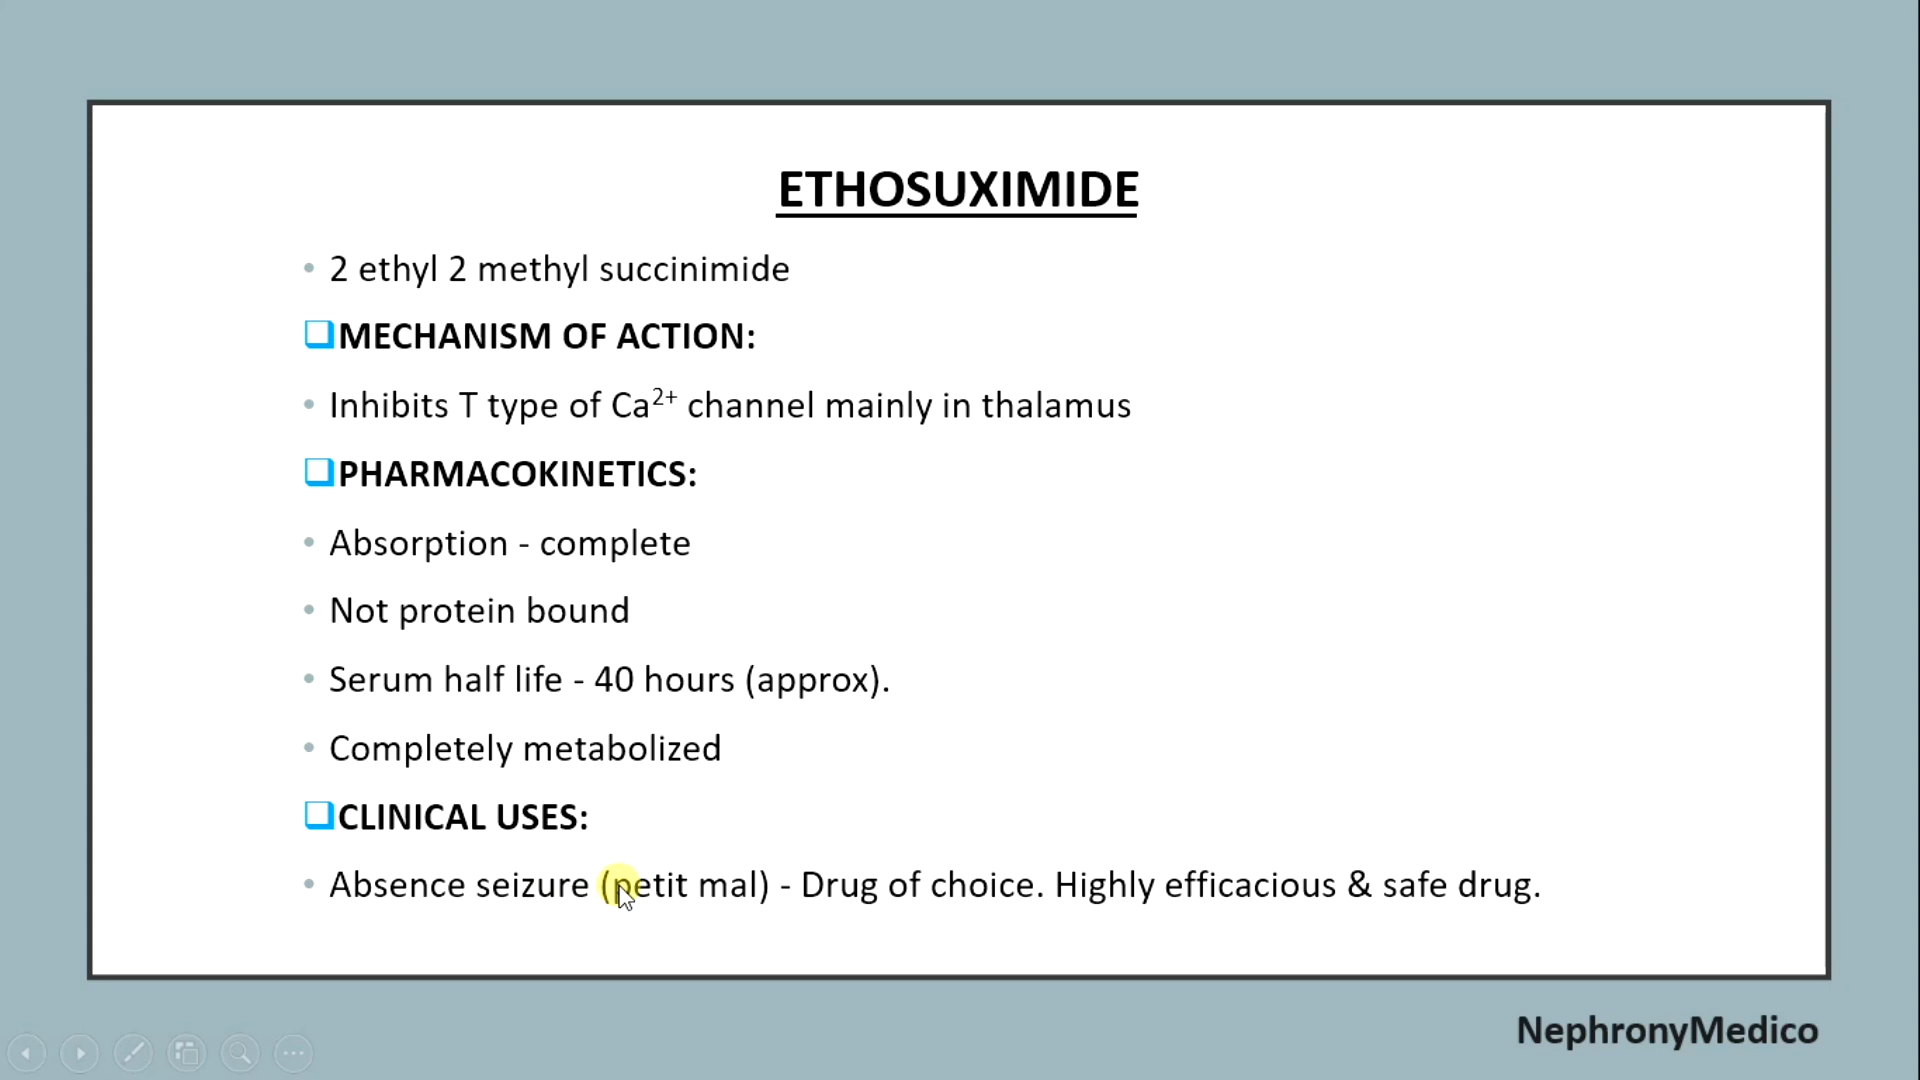 ETHOSUXIMIDE
• 2 ethyl 2 methyl succinimide
❑MECHANISM OF ACTION:
• Inhibits T type of Ca²⁺ channel mainly in thalamus
❑PHARMACOKINETICS:
• Absorption - complete
• Not protein bound
• Serum half life - 40 hours (approx).
• Completely metabolized
❑CLINICAL USES:
• Absence seizure (petit mal) - Drug of choice. Highly efficacious & safe drug.
NephronyMedico